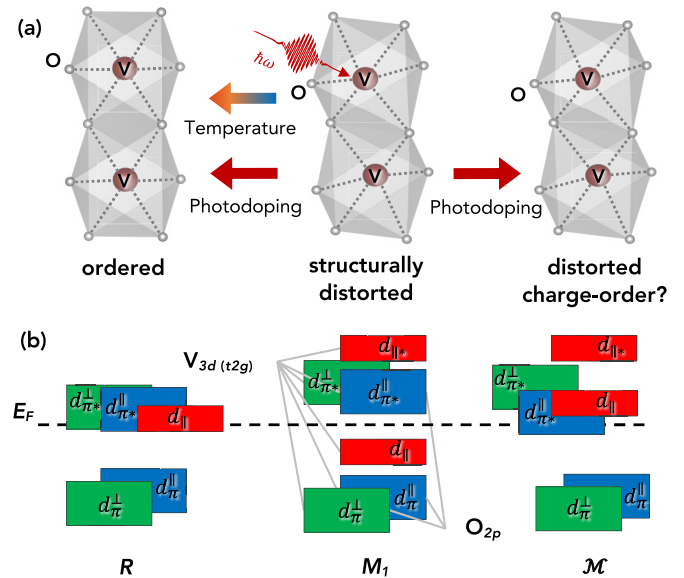 (a)
ħω
O V O V O V
Temperature
V V V
Photodoping Photodoping
ordered structurally distorted
distorted charge-order?
(b)
V3d (t2g)
d∥* d∥*
d⊥π* d⊥π*
EF d⊥π* d∥π* d∥ d∥π* d∥π* d∥
d∥
d∥π d∥π d∥π
d⊥π d⊥π d⊥π
O2p
R M1 ℳ